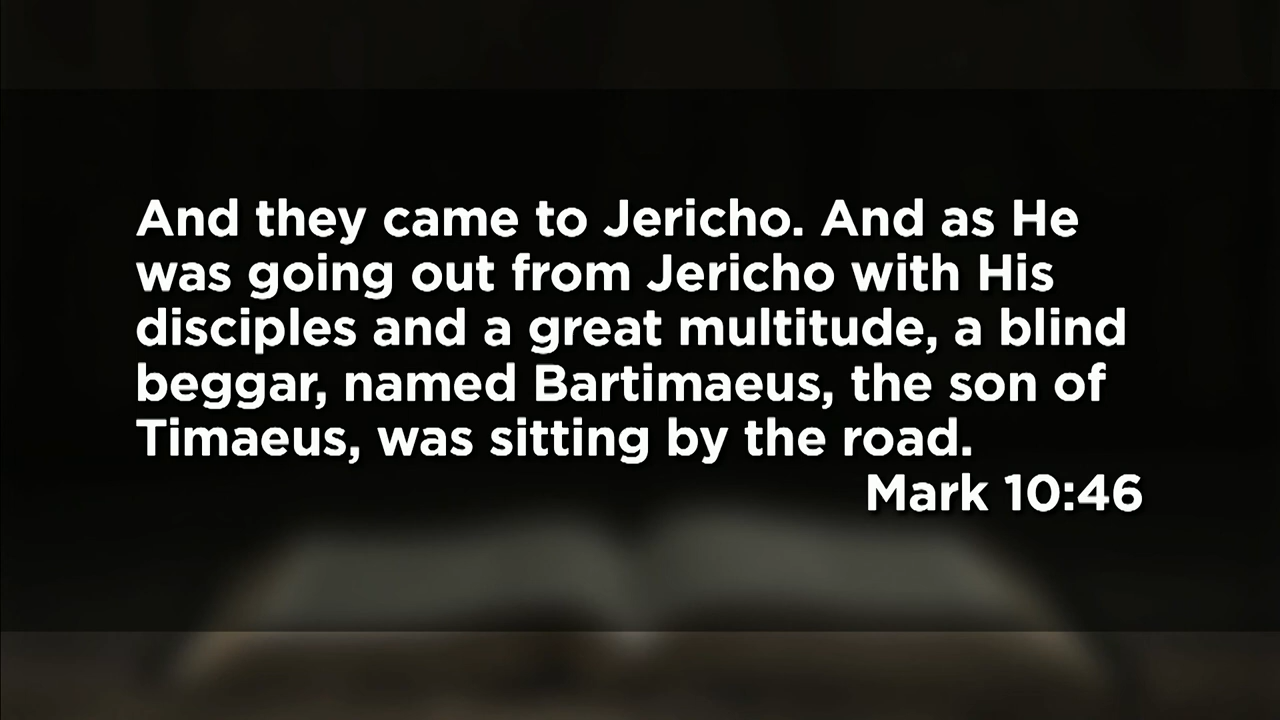 And they came to Jericho. And as He
was going out from Jericho with His
disciples and a great multitude, a blind
beggar, named Bartimaeus, the son of
Timaeus, was sitting by the road.
Mark 10:46